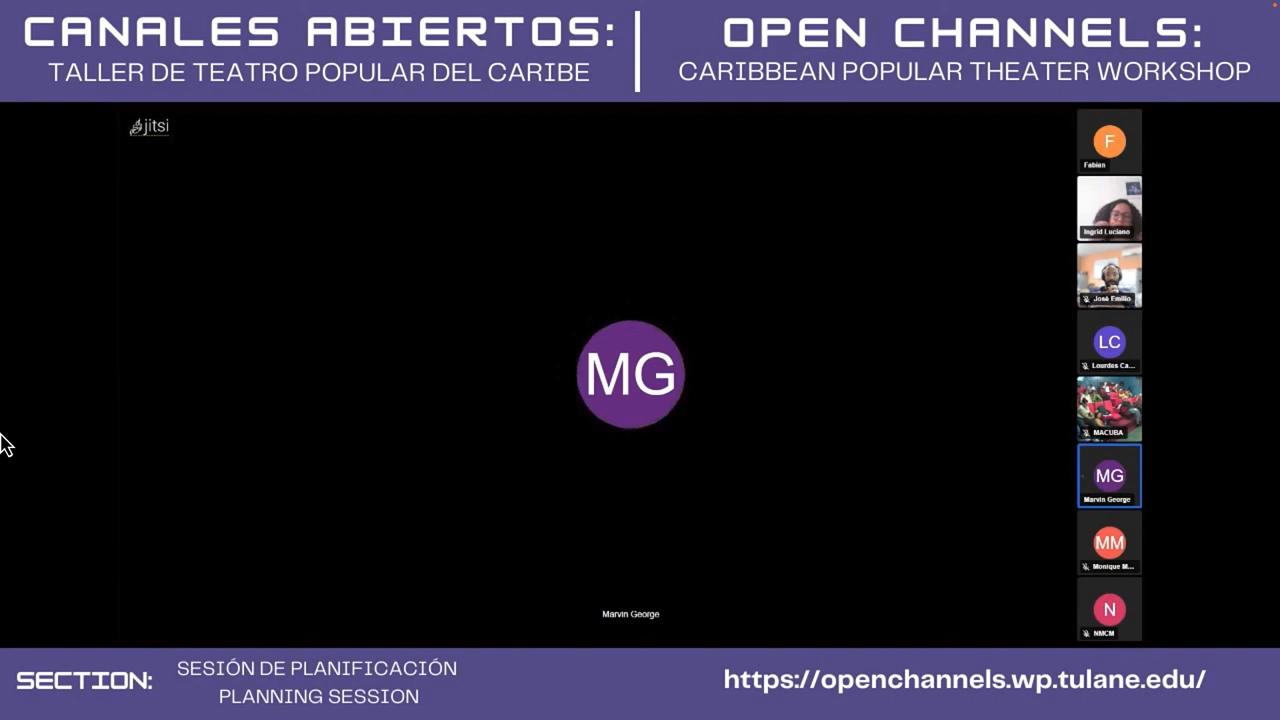 CANALES ABIERTOS:
TALLER DE TEATRO POPULAR DEL CARIBE
OPEN CHANNELS:
CARIBBEAN POPULAR THEATER WORKSHOP
jitsi
MG
Marvin George
F
Fabian
Ingrid Luciano
José Emilio
LC
Lourdes Ca...
MACUBA
MG
Marvin George
MM
Monique M...
N
NMCM
SECTION:
SESIÓN DE PLANIFICACIÓN
PLANNING SESSION
https://openchannels.wp.tulane.edu/